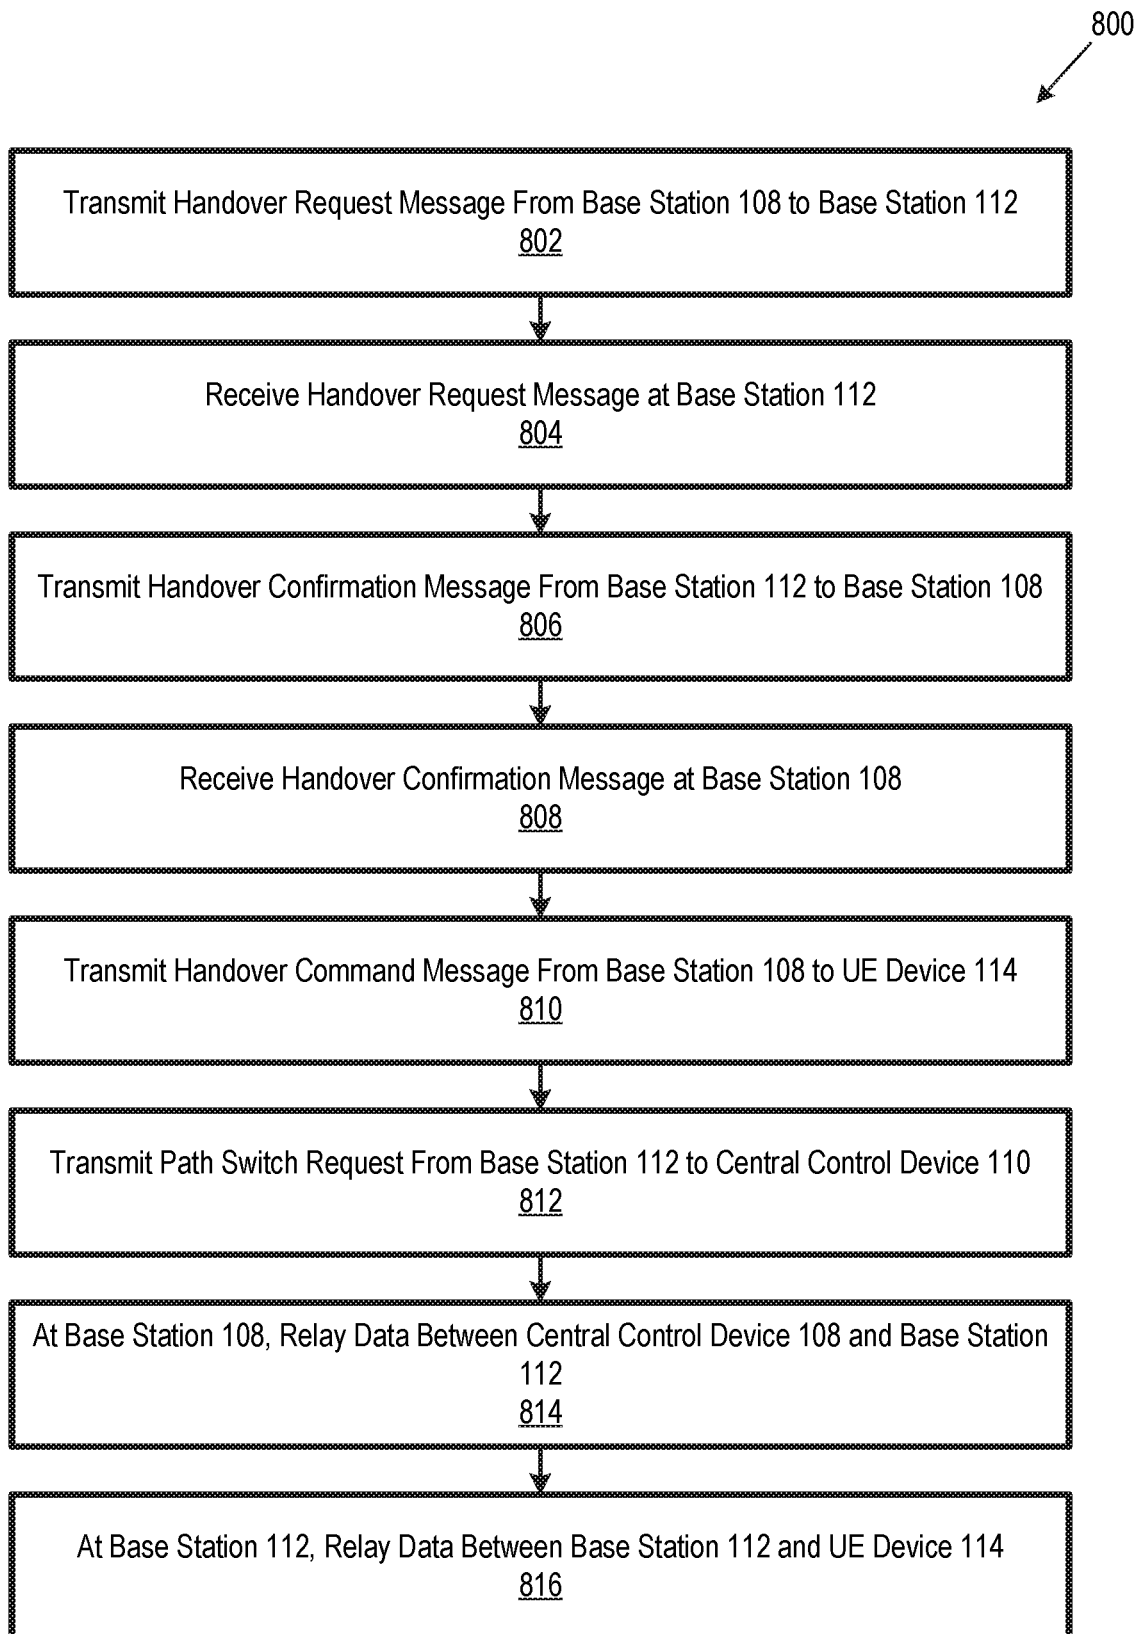 800
Transmit Handover Request Message From Base Station 108 to Base Station 112
802
Receive Handover Request Message at Base Station 112
804
Transmit Handover Confirmation Message From Base Station 112 to Base Station 108
806
Receive Handover Confirmation Message at Base Station 108
808
Transmit Handover Command Message From Base Station 108 to UE Device 114
810
Transmit Path Switch Request From Base Station 112 to Central Control Device 110
812
At Base Station 108, Relay Data Between Central Control Device 108 and Base Station
112
814
At Base Station 112, Relay Data Between Base Station 112 and UE Device 114
816